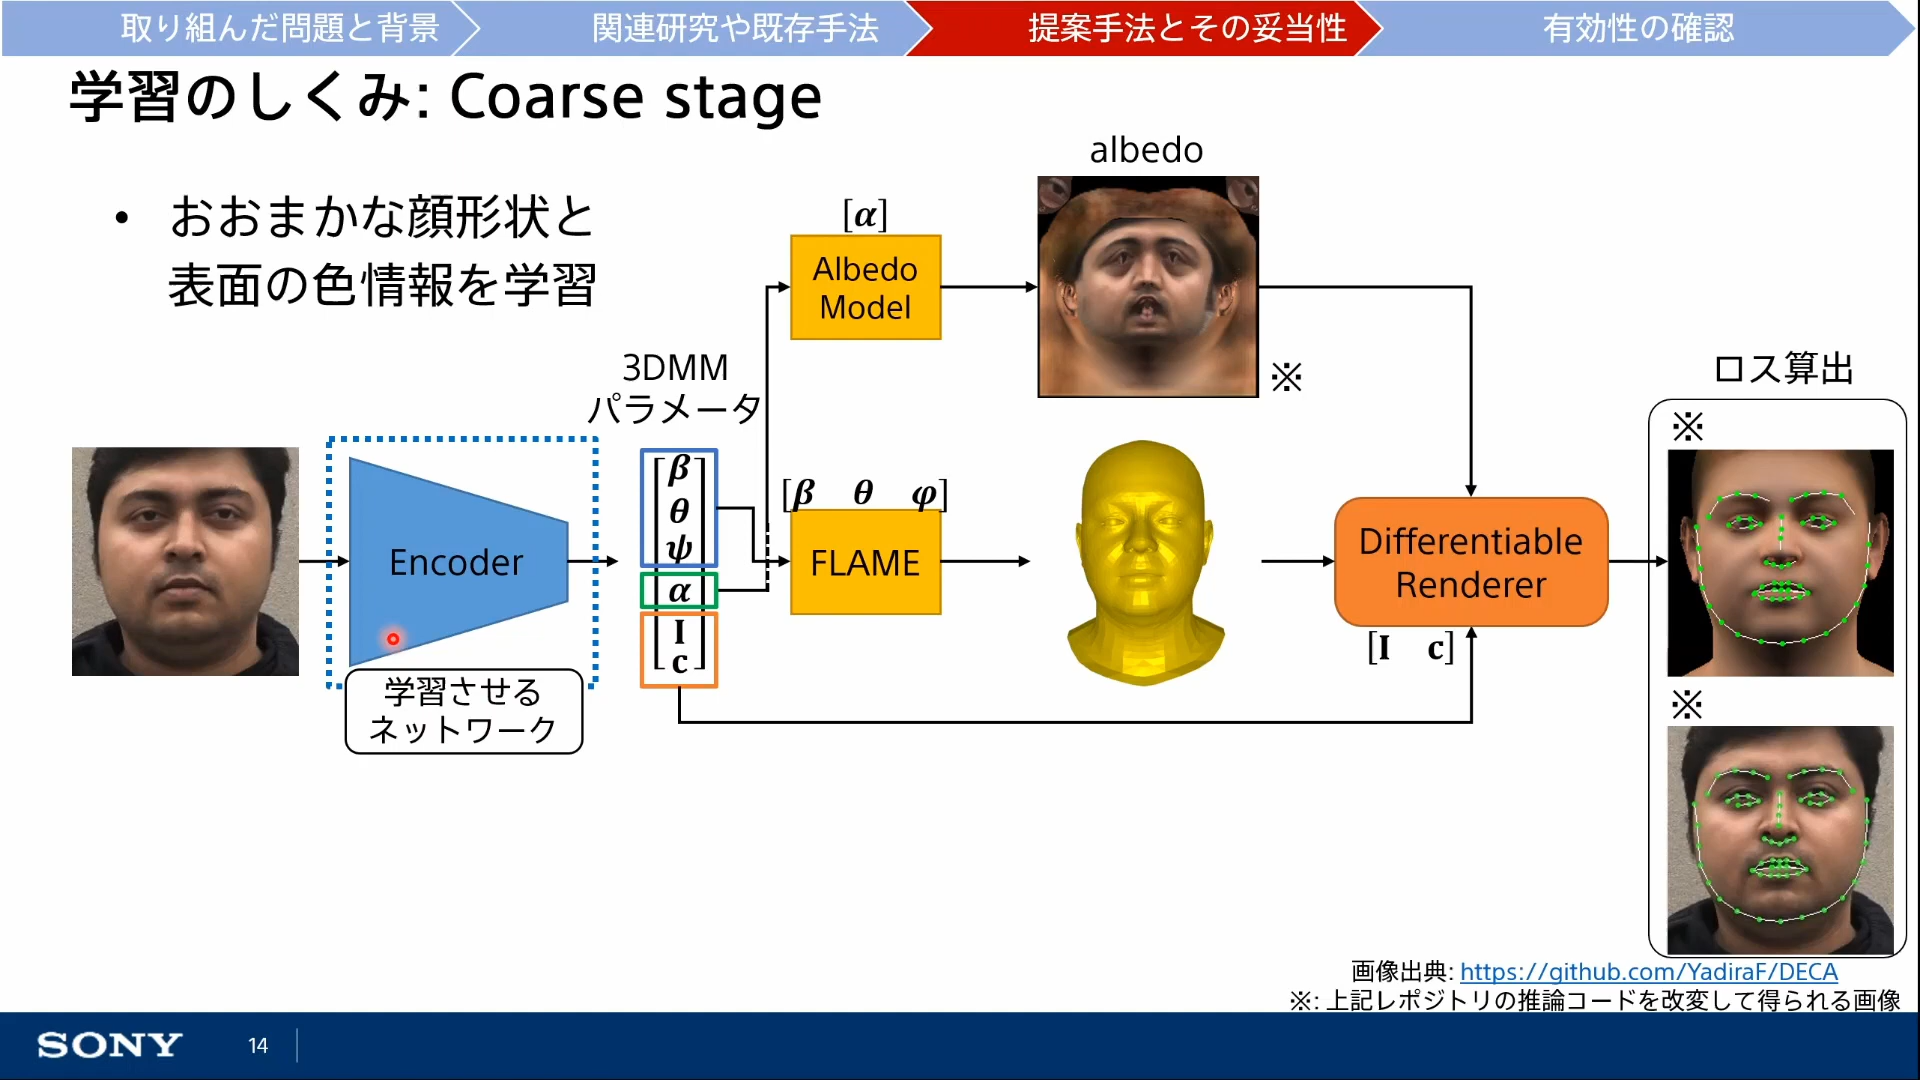 取り組んだ問題と背景
関連研究や既存手法
提案手法とその妥当性
有効性の確認
学習のしくみ: Coarse stage
• おおまかな顔形状と
表面の色情報を学習
albedo
[α]
Albedo
Model
※
3DMM
パラメータ
ロス算出
※
Encoder
β
θ
ψ
α
I
c
[β θ φ]
FLAME
Differentiable
Renderer
[I c]
学習させる
ネットワーク
※
画像出典: https://github.com/YadiraF/DECA
※: 上記レポジトリの推論コードを改変して得られる画像
SONY
14